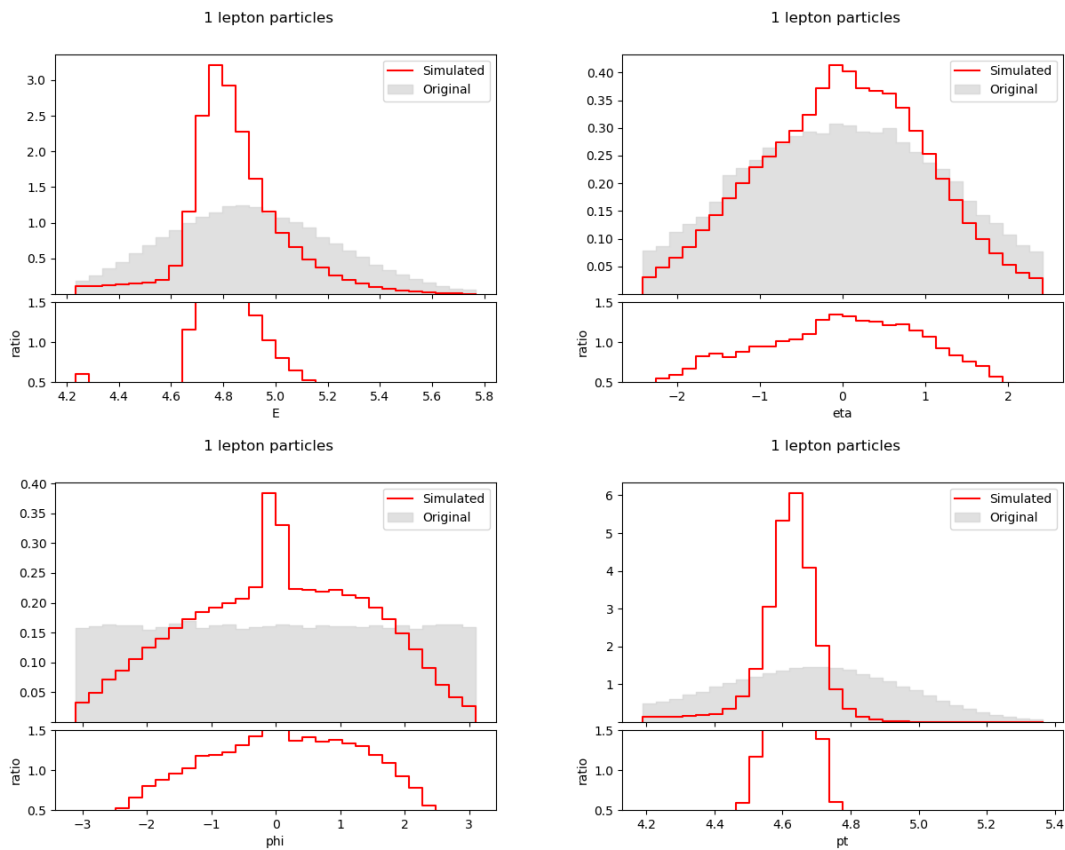 1 lepton particles
3.0
2.5
2.0
1.5
1.0
0.5
Simulated
Original
1.5
1.0
0.5
ratio
4.2 4.4 4.6 4.8 5.0 5.2 5.4 5.6 5.8
E
1 lepton particles
0.40
0.35
0.30
0.25
0.20
0.15
0.10
0.05
Simulated
Original
1.5
1.0
0.5
ratio
−2 −1 0 1 2
eta
1 lepton particles
0.40
0.35
0.30
0.25
0.20
0.15
0.10
0.05
Simulated
Original
1.5
1.0
0.5
ratio
−3 −2 −1 0 1 2 3
phi
1 lepton particles
6
5
4
3
2
1
Simulated
Original
1.5
1.0
0.5
ratio
4.2 4.4 4.6 4.8 5.0 5.2 5.4
pt